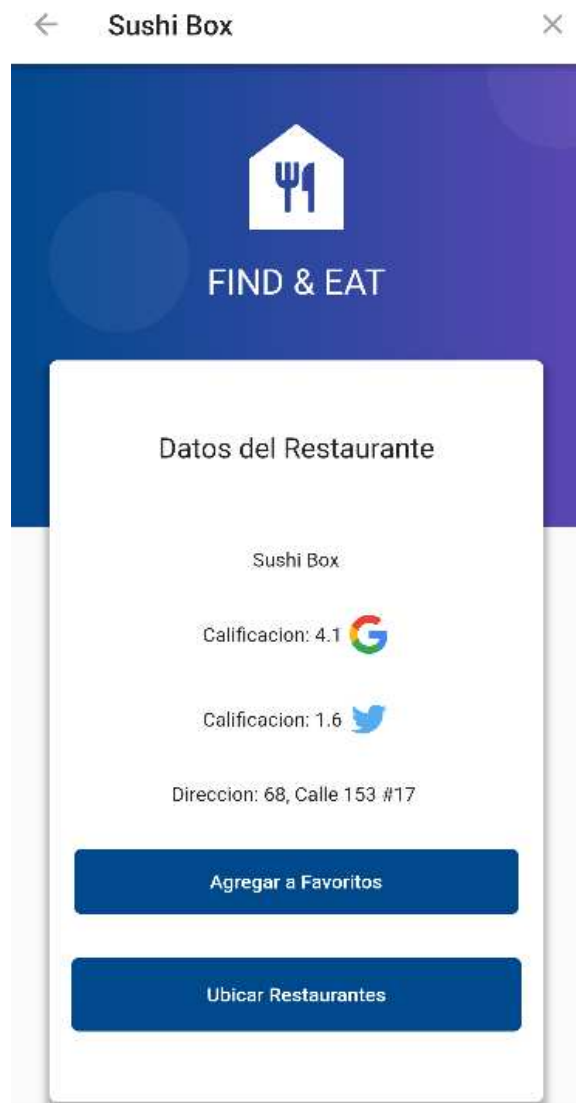 Sushi Box
FIND & EAT
Datos del Restaurante
Sushi Box
Calificacion: 4.1
Calificacion: 1.6
Direccion: 68, Calle 153 #17
Agregar a Favoritos
Ubicar Restaurantes